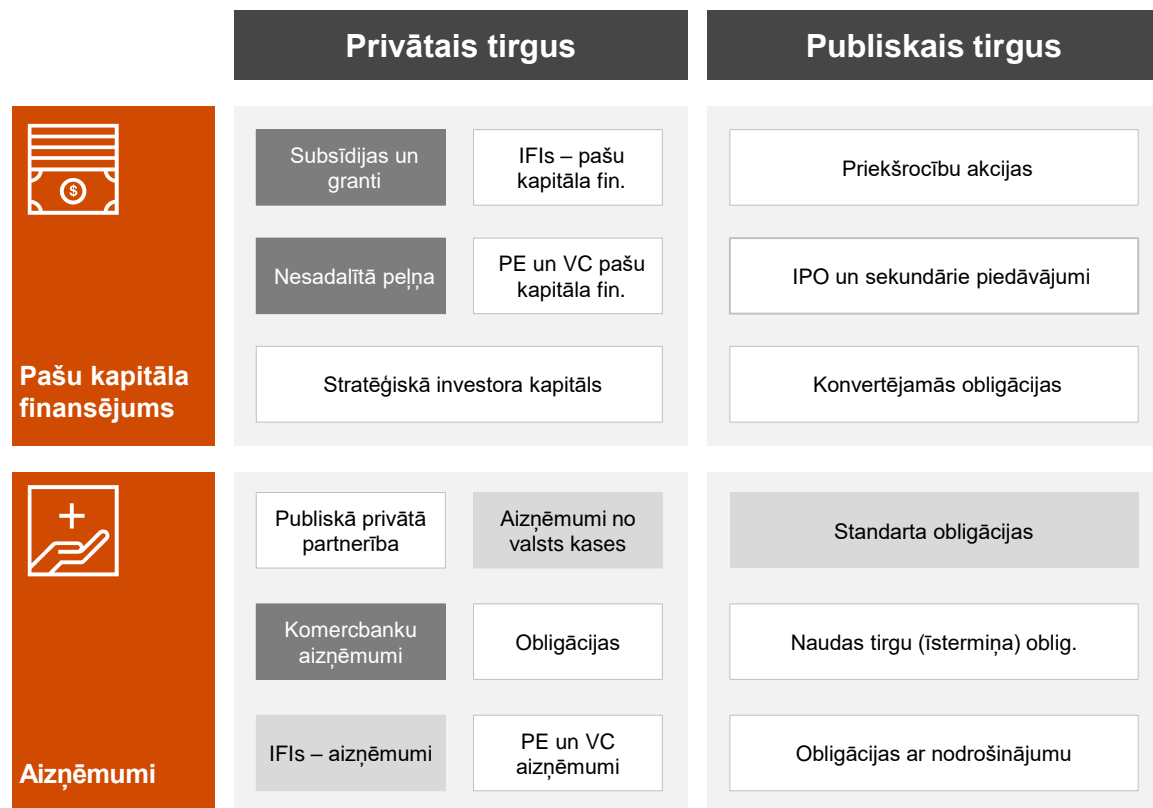 Privātais tirgus
Publiskais tirgus
Pašu kapitāla
finansējums
Subsīdijas un
granti
IFIs – pašu
kapitāla fin.
Priekšrocību akcijas
Nesadalītā peļņa
PE un VC pašu
kapitāla fin.
IPO un sekundārie piedāvājumi
Stratēģiskā investora kapitāls
Konvertējamās obligācijas
Aizņēmumi
Publiskā privātā
partnerība
Aizņēmumi no
valsts kases
Standarta obligācijas
Komercbanku
aizņēmumi
Obligācijas
Naudas tirgu (īstermiņa) oblig.
IFIs – aizņēmumi
PE un VC
aizņēmumi
Obligācijas ar nodrošinājumu